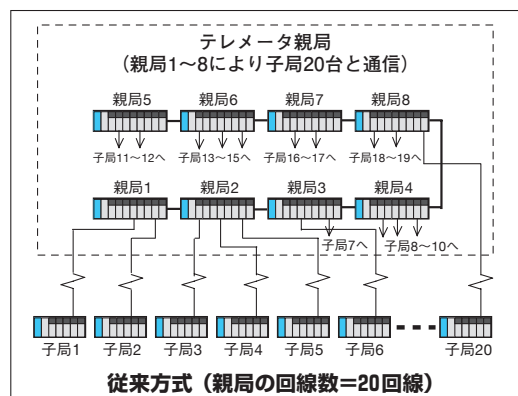 テレメータ親局
(親局1~8により子局20台と通信)
親局5 親局6 親局7 親局8
子局11~12へ 子局13~15へ 子局16~17へ 子局18~19へ
親局1 親局2 親局3 親局4
子局7へ 子局8~10へ
子局1 子局2 子局3 子局4 子局5 子局6 子局20
従来方式(親局の回線数=20回線)